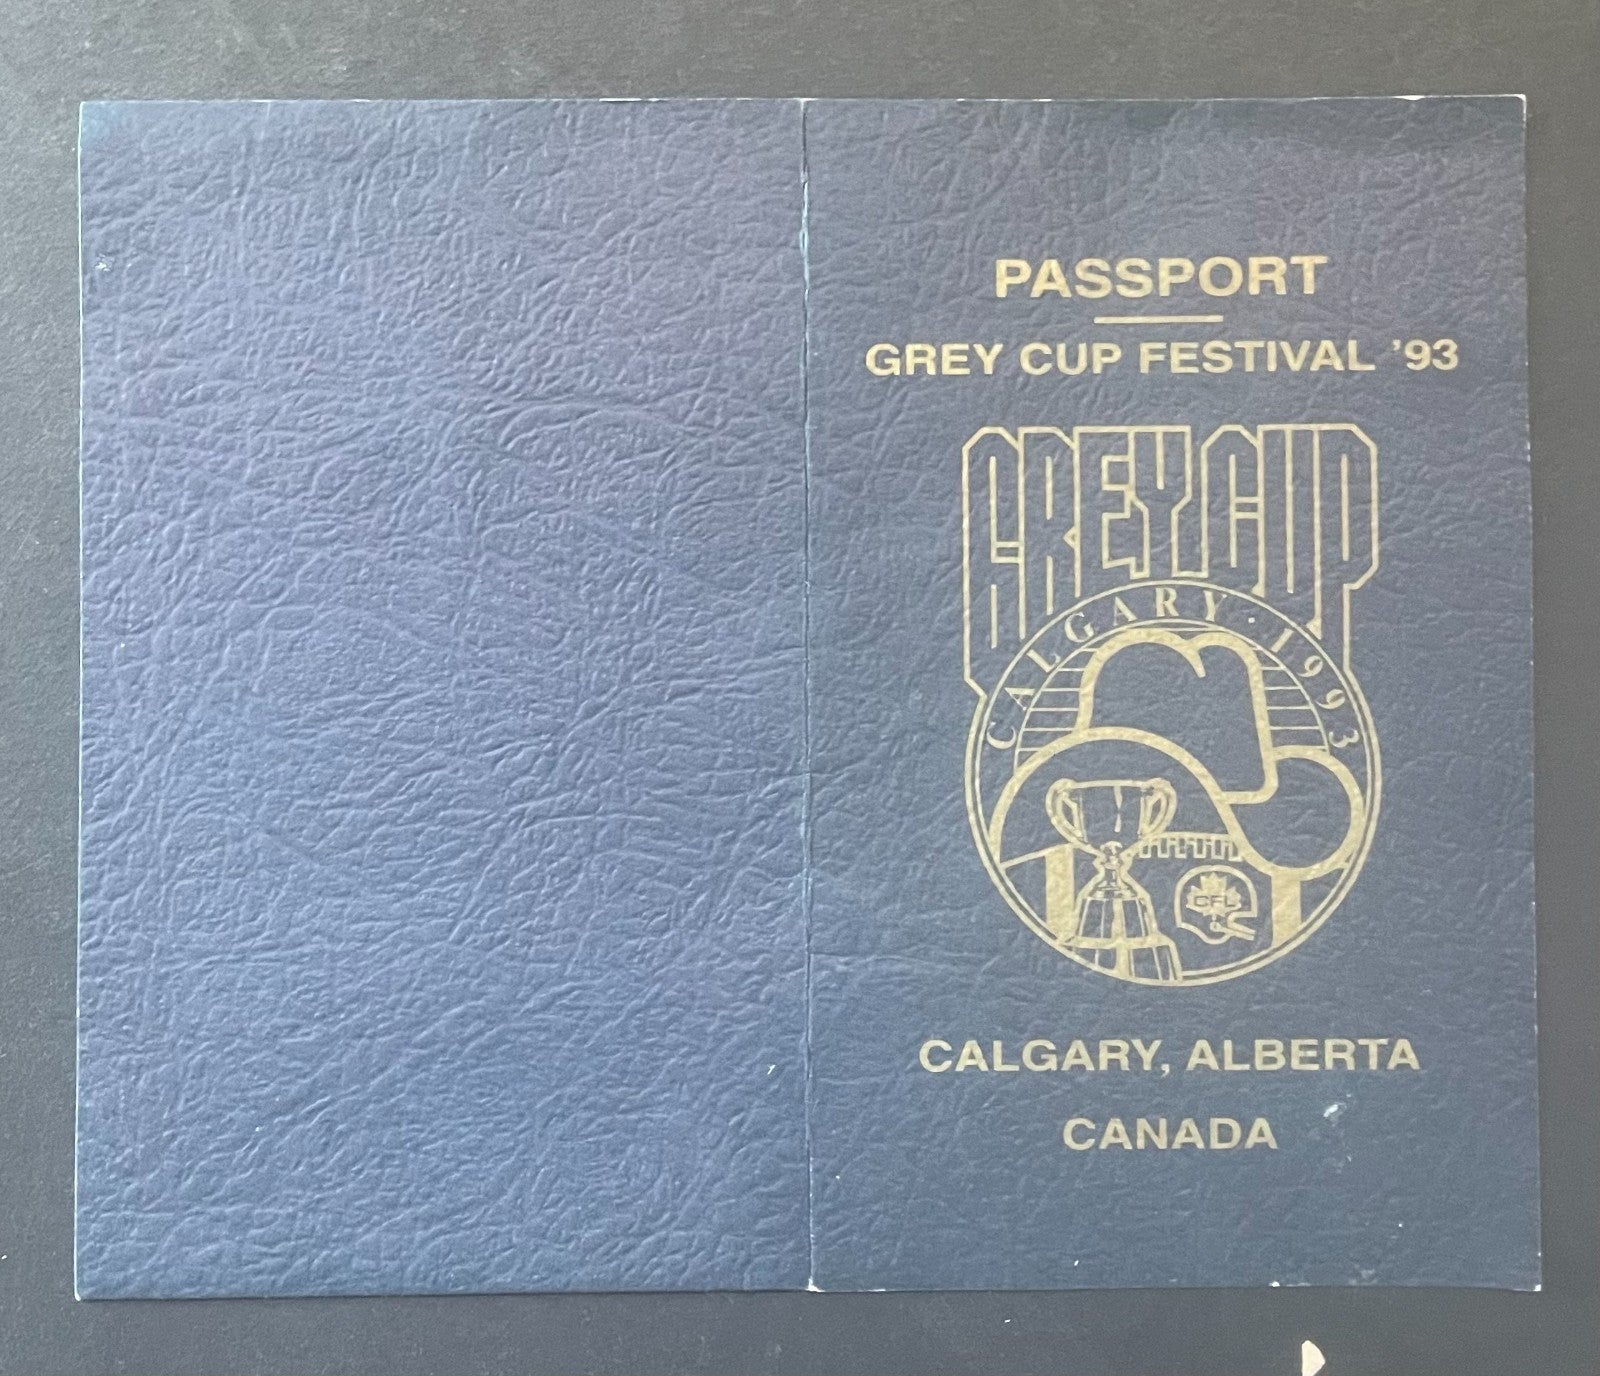 PASSPORT
GREY CUP FESTIVAL '93
GREY CUP
CALGARY · 1993
CFL
CALGARY, ALBERTA
CANADA